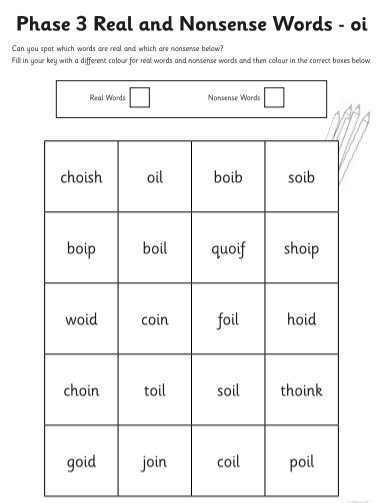 Phase 3 Real and Nonsense Words - oi
Can you spot which words are real and which are nonsense below?
Fill in your key with a different colour for real words and nonsense words and then colour in the correct boxes below.
Real Words Nonsense Words
choish oil boib soib
boip boil quoif shoip
woid coin foil hoid
choin toil soil thoink
goid join coil poil